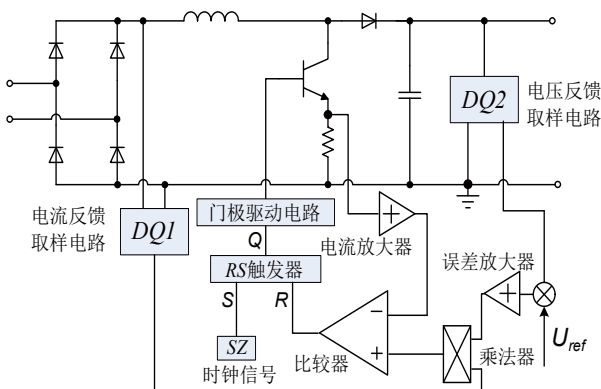 DQ2
电压反馈
取样电路
电流反馈
取样电路
DQ1
门极驱动电路
Q
电流放大器
RS触发器
误差放大器
S
R
SZ
时钟信号
比较器
乘法器
Uref